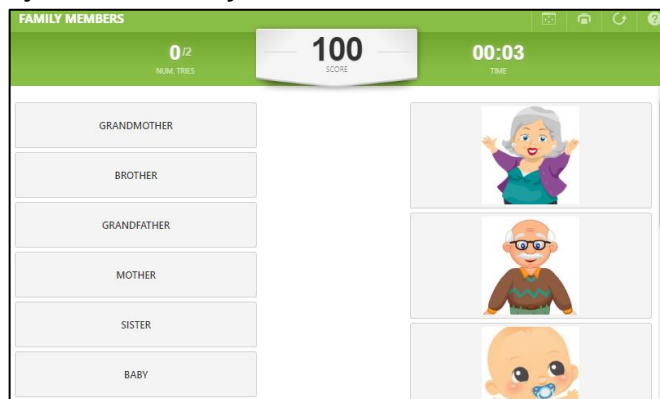 FAMILY MEMBERS
0/2
NUM. TRIES
100
SCORE
00:03
TIME
GRANDMOTHER
BROTHER
GRANDFATHER
MOTHER
SISTER
BABY